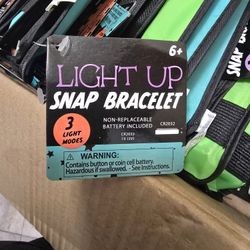 6+
LIGHT UP
SNAP BRACELET
NON-REPLACEABLE
BATTERY INCLUDED
CR2032
3
LIGHT
MODES
CR2032
WARNING:
Contains button or coin cell battery.
Hazardous if swallowed. - See Instructions.